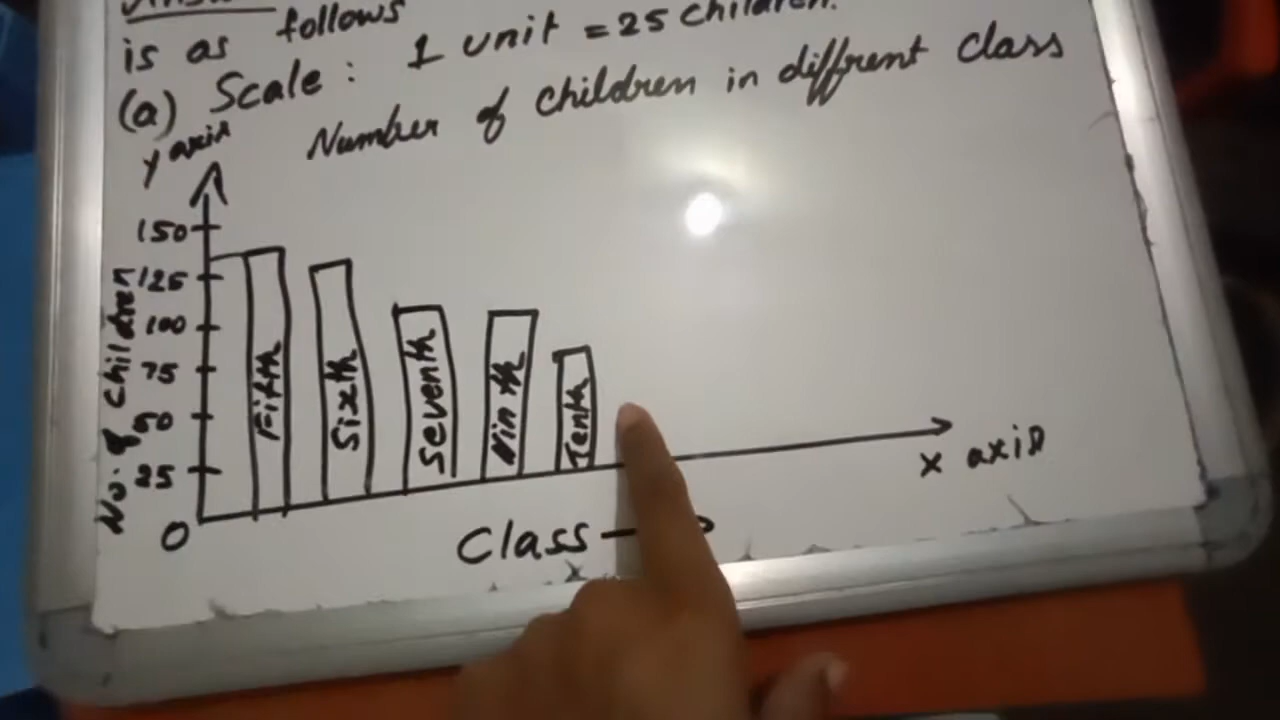 is as follows
(a) Scale : 1 unit = 25 children.
Number of children in diffrent class
y axis
150
125
100
75
50
25
0
No. of children
Fifth
Sixth
Seventh
Ninth
Tenth
x axis
Class